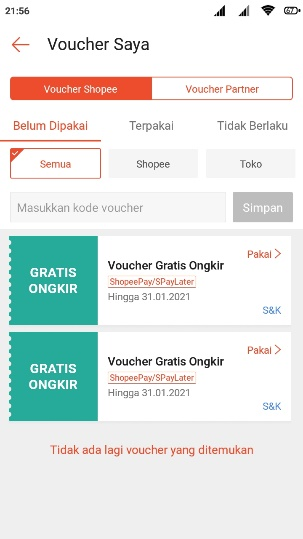 21:56
67
Voucher Saya
Voucher Shopee
Voucher Partner
Belum Dipakai
Terpakai
Tidak Berlaku
Semua
Shopee
Toko
Masukkan kode voucher
Simpan
GRATIS
ONGKIR
Pakai
Voucher Gratis Ongkir
ShopeePay/SPayLater
Hingga 31.01.2021
S&K
GRATIS
ONGKIR
Pakai
Voucher Gratis Ongkir
ShopeePay/SPayLater
Hingga 31.01.2021
S&K
Tidak ada lagi voucher yang ditemukan